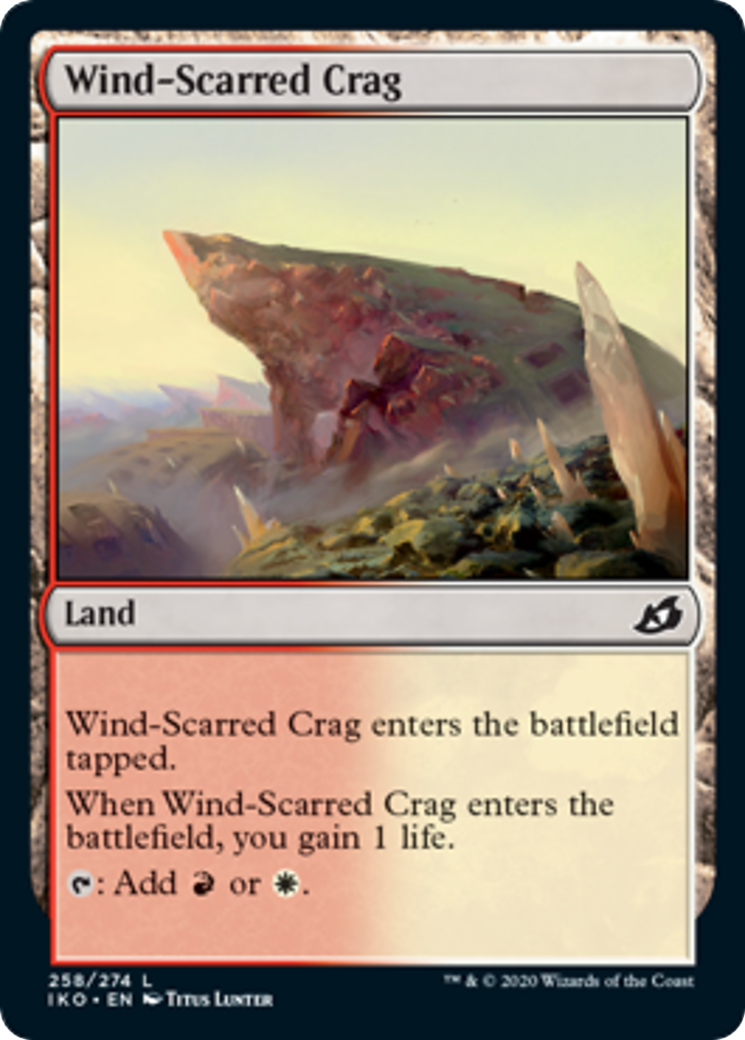 Wind-Scarred Crag
Land
Wind-Scarred Crag enters the battlefield
tapped.
When Wind-Scarred Crag enters the
battlefield, you gain 1 life.
: Add or .
258/274 L
IKO • EN Titus Lunter
™ & © 2020 Wizards of the Coast